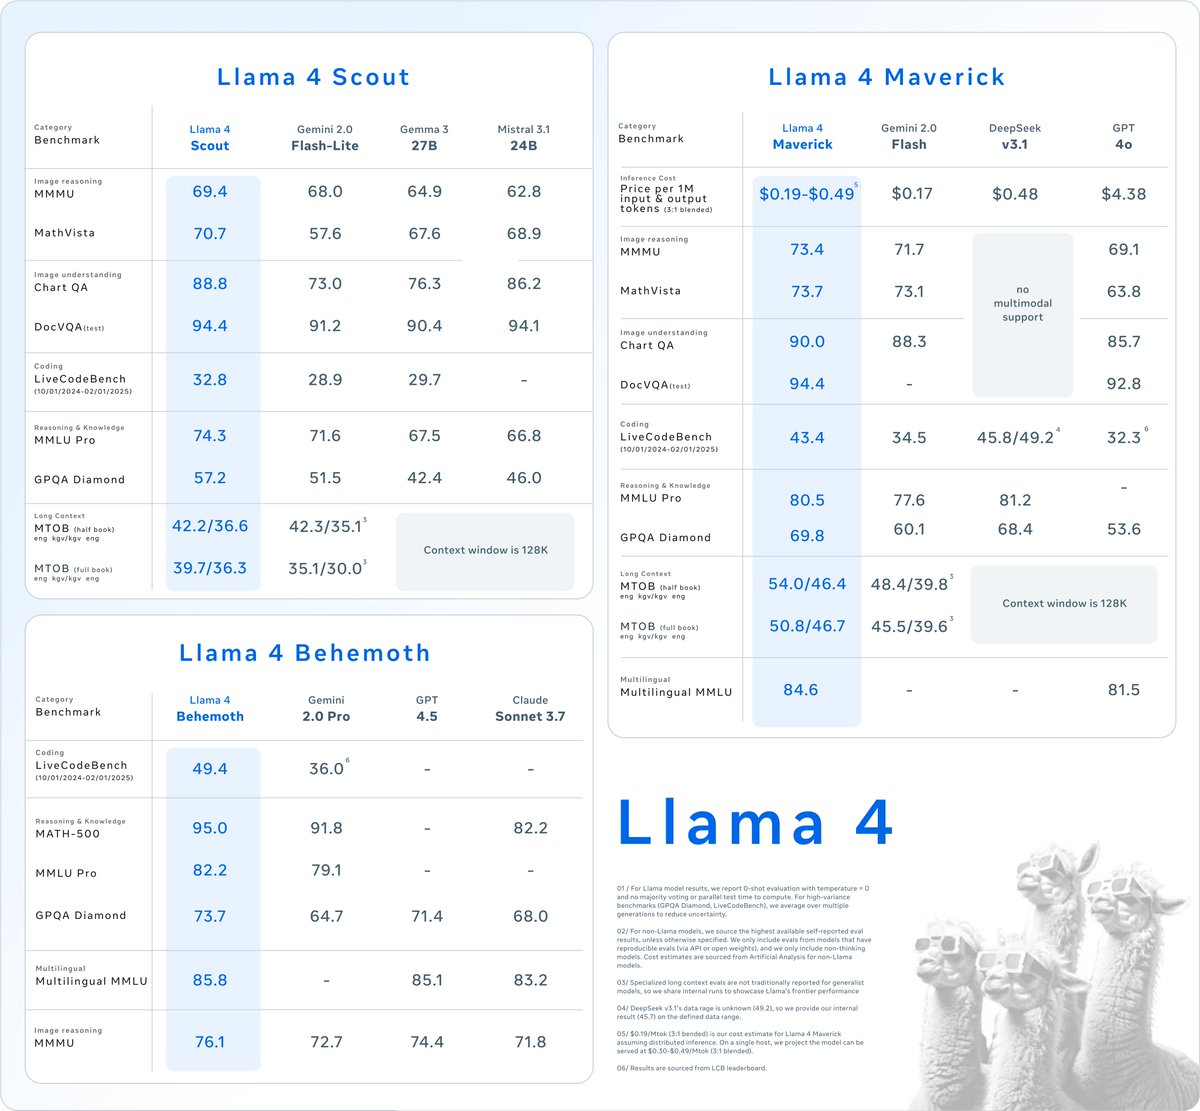 Llama 4 Scout
Category
Benchmark
Llama 4
Scout
Gemini 2.0
Flash-Lite
Gemma 3
27B
Mistral 3.1
24B
Image reasoning
MMMU 69.4 68.0 64.9 62.8
MathVista 70.7 57.6 67.6 68.9
Image understanding
Chart QA 88.8 73.0 76.3 86.2
DocVQA(test) 94.4 91.2 90.4 94.1
Coding
LiveCodeBench 32.8 28.9 29.7 -
(10/01/2024-02/01/2025)
Reasoning & Knowledge
MMLU Pro 74.3 71.6 67.5 66.8
GPQA Diamond 57.2 51.5 42.4 46.0
Long Context
MTOB (half book) 42.2/36.6 42.3/35.1³
eng kgv/kgv eng
Context window is 128K
MTOB (full book) 39.7/36.3 35.1/30.0³
eng kgv/kgv eng
Llama 4 Behemoth
Category
Benchmark
Llama 4
Behemoth
Gemini
2.0 Pro
GPT
4.5
Claude
Sonnet 3.7
Coding
LiveCodeBench 49.4 36.0⁶ - -
(10/01/2024-02/01/2025)
Reasoning & Knowledge
MATH-500 95.0 91.8 - 82.2
MMLU Pro 82.2 79.1 - -
GPQA Diamond 73.7 64.7 71.4 68.0
Multilingual
Multilingual MMLU 85.8 - 85.1 83.2
Image reasoning
MMMU 76.1 72.7 74.4 71.8
Llama 4 Maverick
Category
Benchmark
Llama 4
Maverick
Gemini 2.0
Flash
DeepSeek
v3.1
GPT
4o
Inference Cost
Price per 1M
input & output
tokens (3:1 blended)
$0.19-$0.49⁵ $0.17 $0.48 $4.38
Image reasoning
MMMU 73.4 71.7 69.1
MathVista 73.7 73.1 63.8
no
multimodal
support
Image understanding
Chart QA 90.0 88.3 85.7
DocVQA(test) 94.4 - 92.8
Coding
LiveCodeBench 43.4 34.5 45.8/49.2⁴ 32.3⁶
(10/01/2024-02/01/2025)
Reasoning & Knowledge
MMLU Pro 80.5 77.6 81.2 -
GPQA Diamond 69.8 60.1 68.4 53.6
Long Context
MTOB (half book) 54.0/46.4 48.4/39.8³
eng kgv/kgv eng
Context window is 128K
MTOB (full book) 50.8/46.7 45.5/39.6³
eng kgv/kgv eng
Multilingual
Multilingual MMLU 84.6 - - 81.5
Llama 4
01/ For Llama model results, we report 0-shot evaluation with temperature = 0
and no majority voting or parallel test time to compute. For high-variance
benchmarks (GPQA Diamond, LiveCodeBench), we average over multiple
generations to reduce uncertainty.
02/ For non-Llama models, we source the highest available self-reported eval
results, unless otherwise specified. We only include evals from models that have
reproducible evals (via API or open weights), and we only include non-thinking
models. Cost estimates are sourced from Artificial Analysis for non-Llama
models.
03/ Specialized long context evals are not traditionally reported for generalist
models, so we share internal runs to showcase Llama's frontier performance
04/ DeepSeek v3.1's data rage is unknown (49.2), so we provide our internal
result (45.7) on the defined data range.
05/ $0.19/Mtok (3:1 bended) is our cost estimate for Llama 4 Maverick
assuming distributed inference. On a single host, we project the model can be
served at $0.30-$0.49/Mtok (3:1 blended).
06/ Results are sourced from LCB leaderboard.